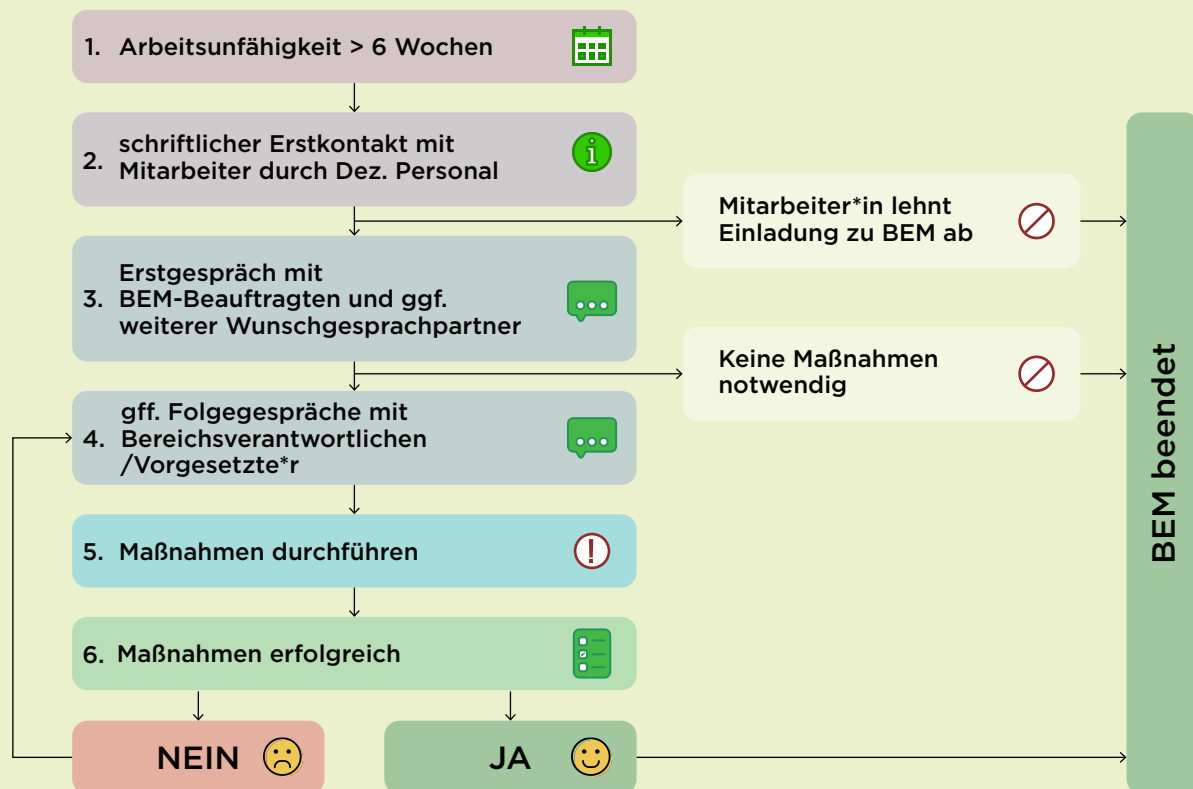 1. Arbeitsunfähigkeit > 6 Wochen
2. schriftlicher Erstkontakt mit
Mitarbeiter durch Dez. Personal
Mitarbeiter*in lehnt
Einladung zu BEM ab
3. Erstgespräch mit
BEM-Beauftragten und ggf.
weiterer Wunschgesprachpartner
Keine Maßnahmen
notwendig
4. gff. Folgegespräche mit
Bereichsverantwortlichen
/Vorgesetzte*r
5. Maßnahmen durchführen
6. Maßnahmen erfolgreich
NEIN
JA
BEM beendet